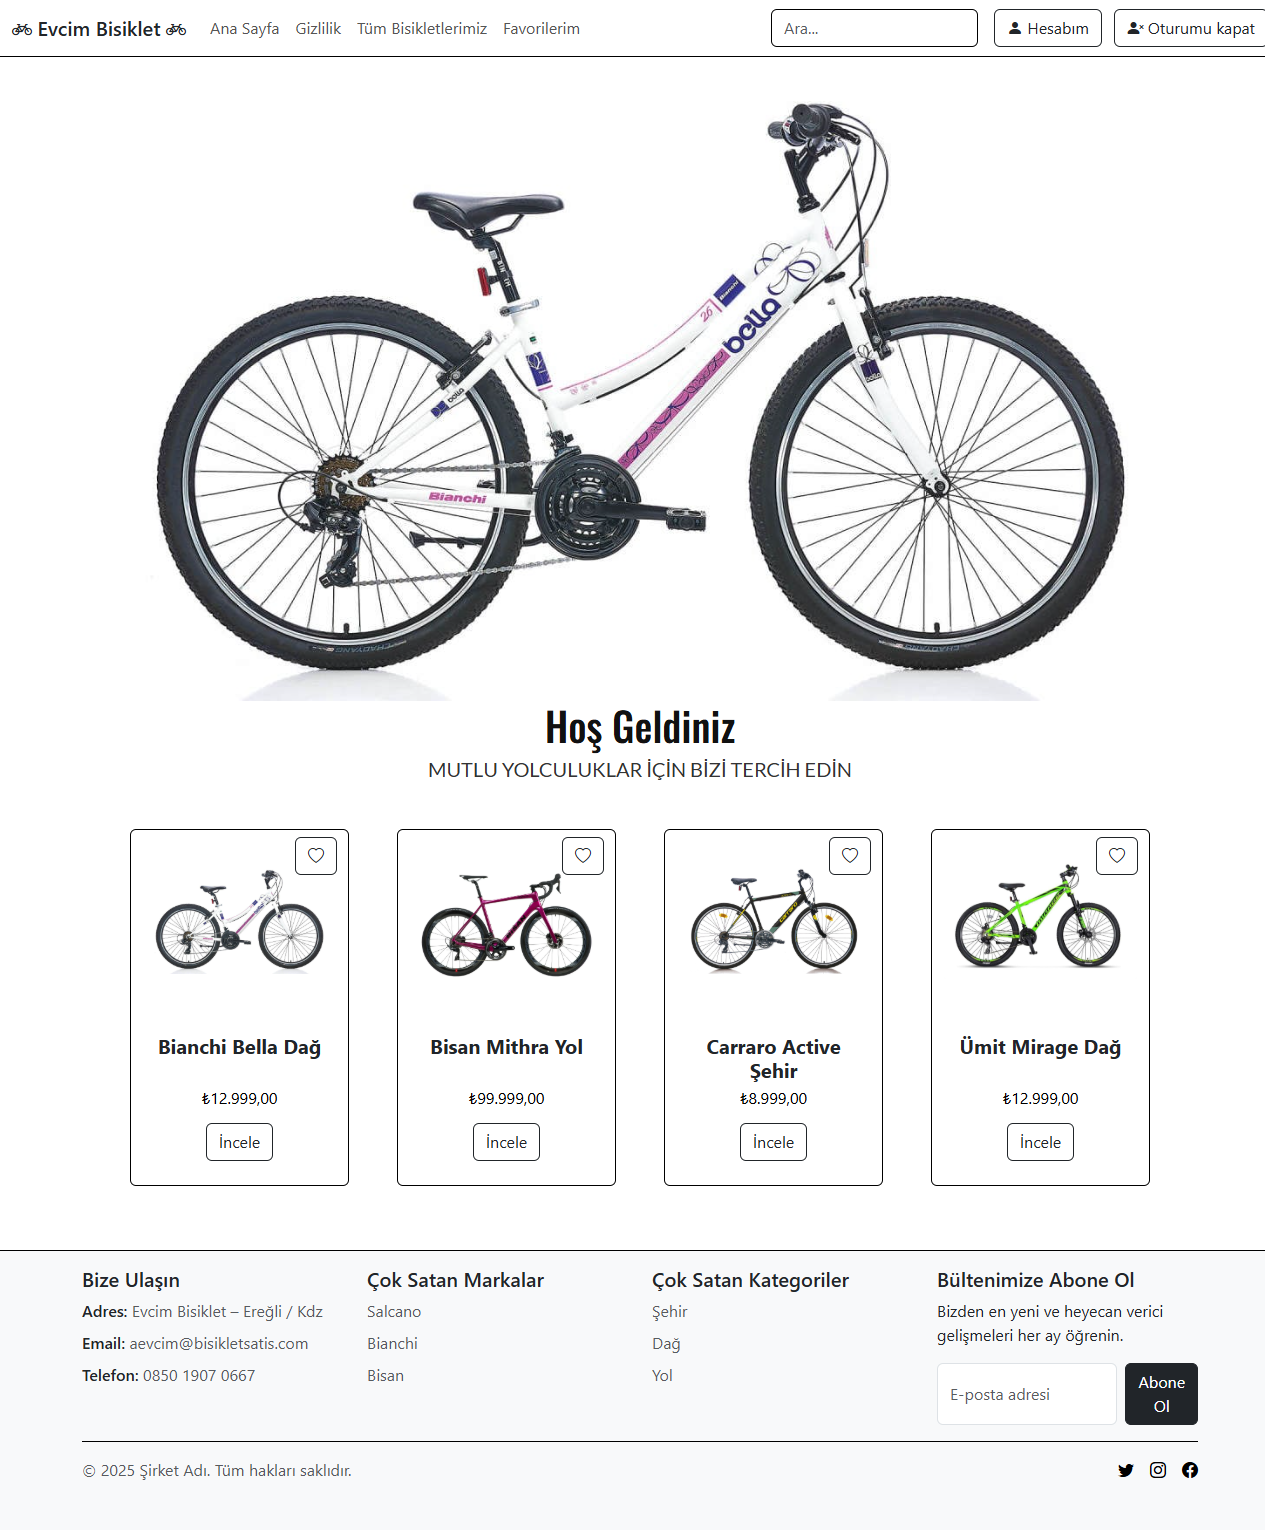 Evcim Bisiklet Ana Sayfa Gizlilik Tüm Bisikletlerimiz Favorilerim Ara... Hesabım Oturumu kapat
26
Bianchi
bella
bella
bella
Bianchi
CHAOYANG
CHAOYANG
Hoş Geldiniz
MUTLU YOLCULUKLAR İÇİN BİZİ TERCİH EDİN
Bianchi Bella Dağ
₺12.999,00
İncele
Bisan Mithra Yol
₺99.999,00
İncele
Carraro Active
Şehir
₺8.999,00
İncele
Ümit Mirage Dağ
₺12.999,00
İncele
Bize Ulaşın
Adres: Evcim Bisiklet – Ereğli / Kdz
Email: aevcim@bisikletsatis.com
Telefon: 0850 1907 0667
Çok Satan Markalar
Salcano
Bianchi
Bisan
Çok Satan Kategoriler
Şehir
Dağ
Yol
Bültenimize Abone Ol
Bizden en yeni ve heyecan verici
gelişmeleri her ay öğrenin.
E-posta adresi
Abone
Ol
© 2025 Şirket Adı. Tüm hakları saklıdır.